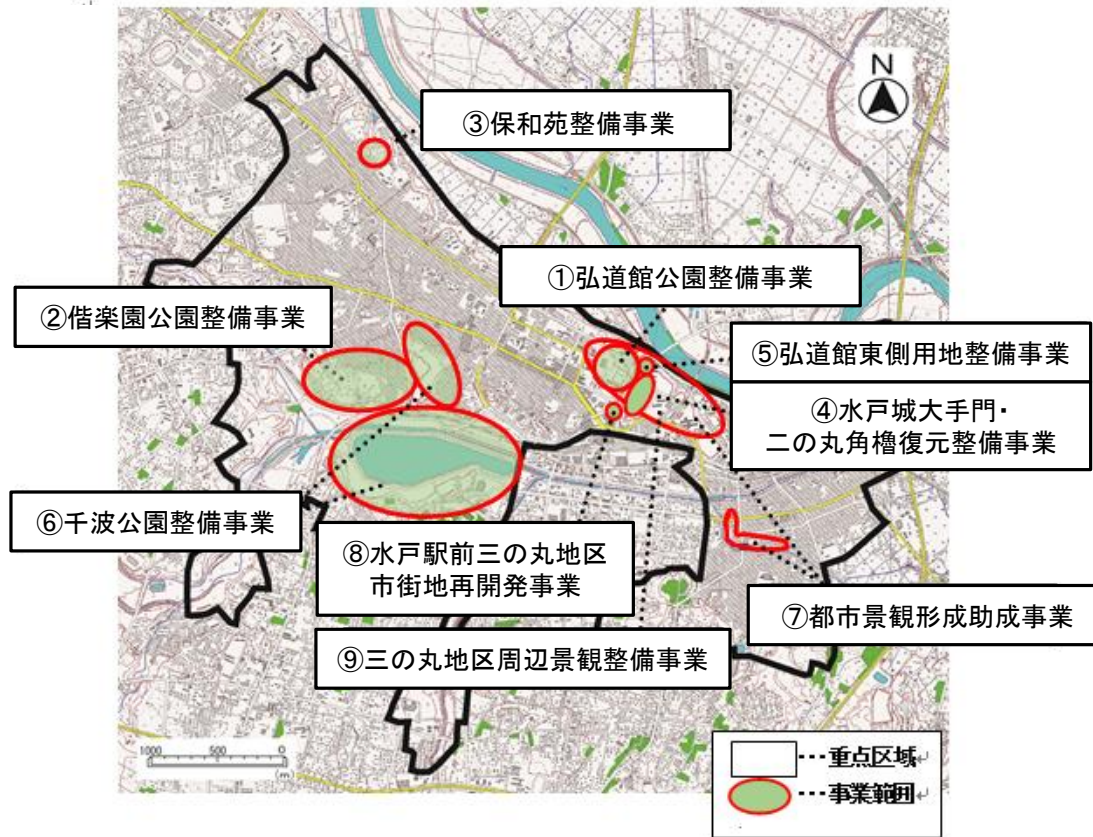 N
③保和苑整備事業
①弘道館公園整備事業
②偕楽園公園整備事業
⑤弘道館東側用地整備事業
④水戸城大手門・
二の丸角櫓復元整備事業
⑥千波公園整備事業
⑧水戸駅前三の丸地区
市街地再開発事業
⑦都市景観形成助成事業
⑨三の丸地区周辺景観整備事業
1000 500 0
(m)
重点区域
事業範囲